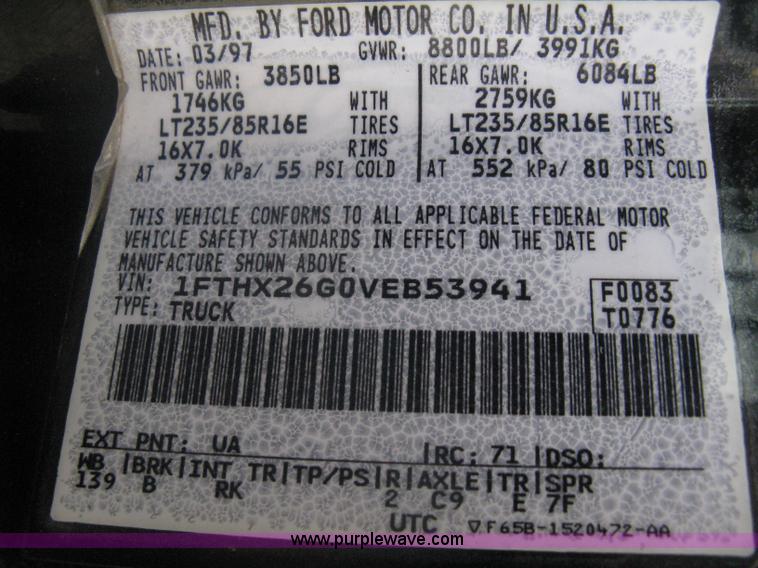 MFD. BY FORD MOTOR CO. IN U.S.A.
DATE: 03/97 GVWR: 8800LB/ 3991KG
FRONT GAWR: 3850LB REAR GAWR: 6084LB
1746KG WITH 2759KG WITH
LT235/85R16E TIRES LT235/85R16E TIRES
16X7.0K RIMS 16X7.0K RIMS
AT 379 kPa/ 55 PSI COLD AT 552 kPa/ 80 PSI COLD
THIS VEHICLE CONFORMS TO ALL APPLICABLE FEDERAL MOTOR
VEHICLE SAFETY STANDARDS IN EFFECT ON THE DATE OF
MANUFACTURE SHOWN ABOVE.
VIN: 1FTHX26G0VEB53941 F0083
TYPE: TRUCK T0776
EXT PNT: UA RC: 71 DSO:
WB BRK INT TR TP/PS R AXLE TR SPR
139 B RK 2 C9 E 7F
UTC ▽F65B-1520472-AA
www.purplewave.com